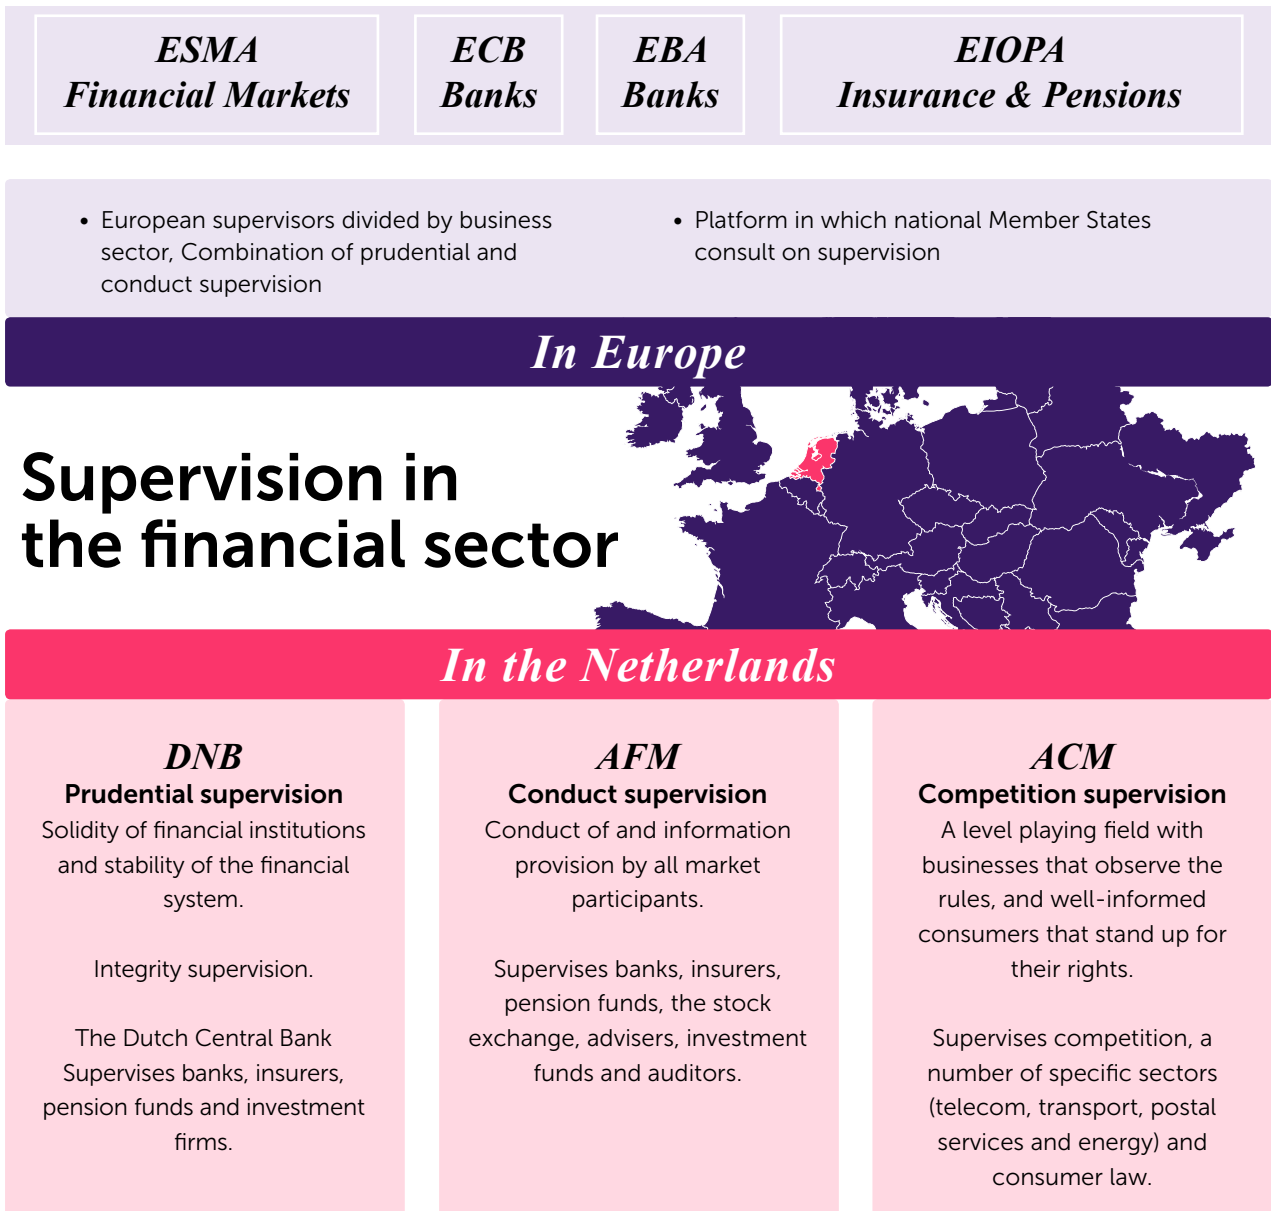 ESMA
Financial Markets
ECB
Banks
EBA
Banks
EIOPA
Insurance & Pensions
• European supervisors divided by business
sector, Combination of prudential and
conduct supervision
• Platform in which national Member States
consult on supervision
In Europe
Supervision in
the financial sector
In the Netherlands
DNB
Prudential supervision
Solidity of financial institutions
and stability of the financial
system.
Integrity supervision.
The Dutch Central Bank
Supervises banks, insurers,
pension funds and investment
firms.
AFM
Conduct supervision
Conduct of and information
provision by all market
participants.
Supervises banks, insurers,
pension funds, the stock
exchange, advisers, investment
funds and auditors.
ACM
Competition supervision
A level playing field with
businesses that observe the
rules, and well-informed
consumers that stand up for
their rights.
Supervises competition, a
number of specific sectors
(telecom, transport, postal
services and energy) and
consumer law.